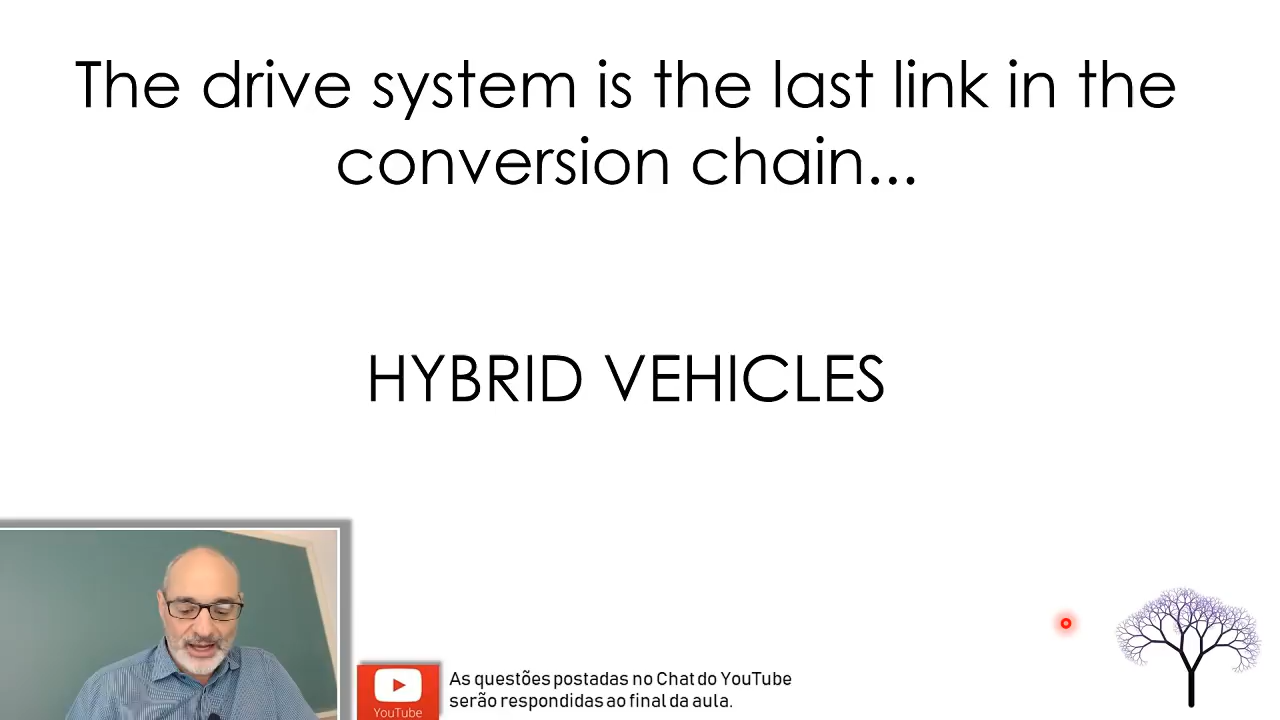 The drive system is the last link in the
conversion chain...
HYBRID VEHICLES
YouTube
As questões postadas no Chat do YouTube
serão respondidas ao final da aula.